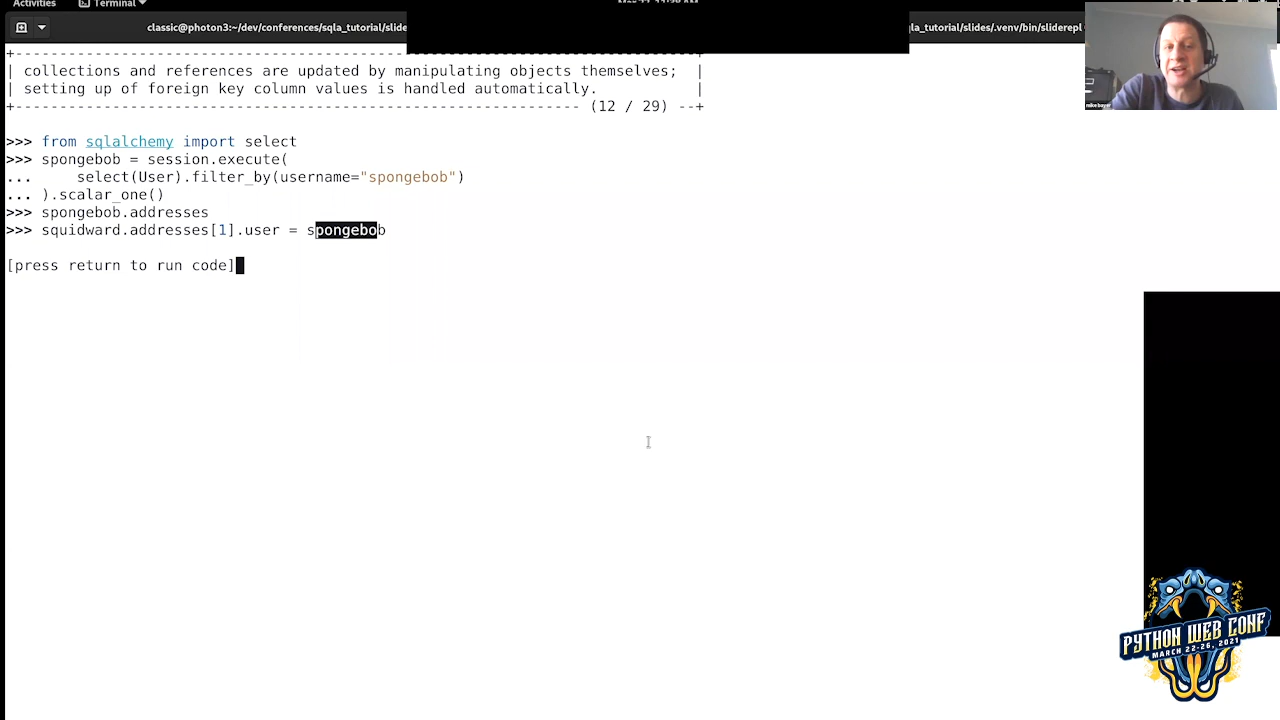 Activities
Terminal
classic@photon3:~/dev/conferences/sqla_tutorial/slide
la_tutorial/slides/.venv/bin/sliderepl
+---------------------------------------------------------------------------+
| collections and references are updated by manipulating objects themselves; |
| setting up of foreign key column values is handled automatically. |
+---------------------------------------------------------------- (12 / 29) --+
>>> from sqlalchemy import select
>>> spongebob = session.execute(
...     select(User).filter_by(username="spongebob")
... ).scalar_one()
>>> spongebob.addresses
>>> squidward.addresses[1].user = spongebob
[press return to run code]
mike bayer
PYTHON WEB CONF
MARCH 22-26, 2021